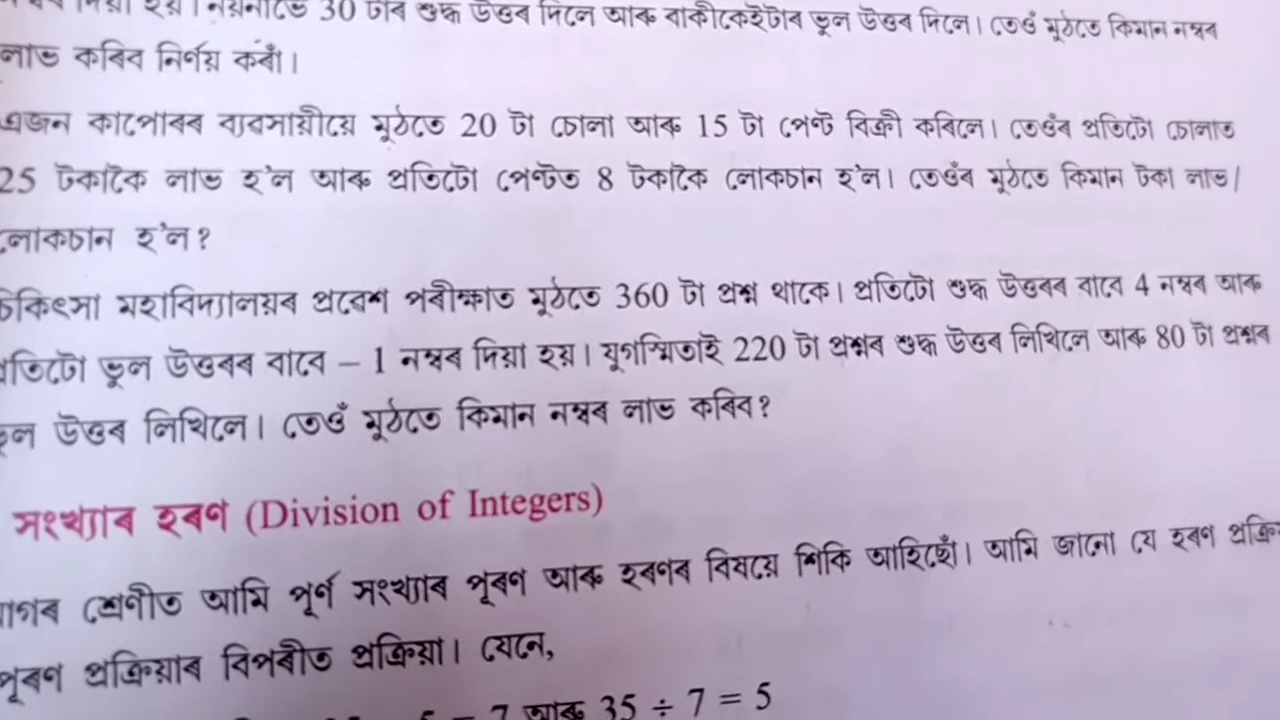 দিয়া হয়। নয়নাতে 30 টাৰ শুদ্ধ উত্তৰ দিলে আৰু বাকীকেইটাৰ ভুল উত্তৰ দিলে। তেওঁ মুঠতে কিমান নম্বৰ
লাভ কৰিব নিৰ্ণয় কৰাঁ।
এজন কাপোৰৰ ব্যৱসায়ীয়ে মুঠতে 20 টা চোলা আৰু 15 টা পেণ্ট বিক্ৰী কৰিলে। তেওঁৰ প্ৰতিটো চোলাত
25 টকাকৈ লাভ হ’ল আৰু প্ৰতিটো পেণ্টত 8 টকাকৈ লোকচান হ’ল। তেওঁৰ মুঠতে কিমান টকা লাভ/
লোকচান হ’ল?
চিকিৎসা মহাবিদ্যালয়ৰ প্ৰৱেশ পৰীক্ষাত মুঠতে 360 টা প্ৰশ্ন থাকে। প্ৰতিটো শুদ্ধ উত্তৰৰ বাবে 4 নম্বৰ আৰু
প্ৰতিটো ভুল উত্তৰৰ বাবে – 1 নম্বৰ দিয়া হয়। যুগস্মিতাই 220 টা প্ৰশ্নৰ শুদ্ধ উত্তৰ লিখিলে আৰু 80 টা প্ৰশ্নৰ
ভুল উত্তৰ লিখিলে। তেওঁ মুঠতে কিমান নম্বৰ লাভ কৰিব?
সংখ্যাৰ হৰণ (Division of Integers)
আগৰ শ্ৰেণীত আমি পূৰ্ণ সংখ্যাৰ পূৰণ আৰু হৰণৰ বিষয়ে শিকি আহিছোঁ। আমি জানো যে হৰণ
পূৰণ প্ৰক্ৰিয়াৰ বিপৰীত প্ৰক্ৰিয়া। যেনে,
7 আৰু 35 ÷ 7 = 5